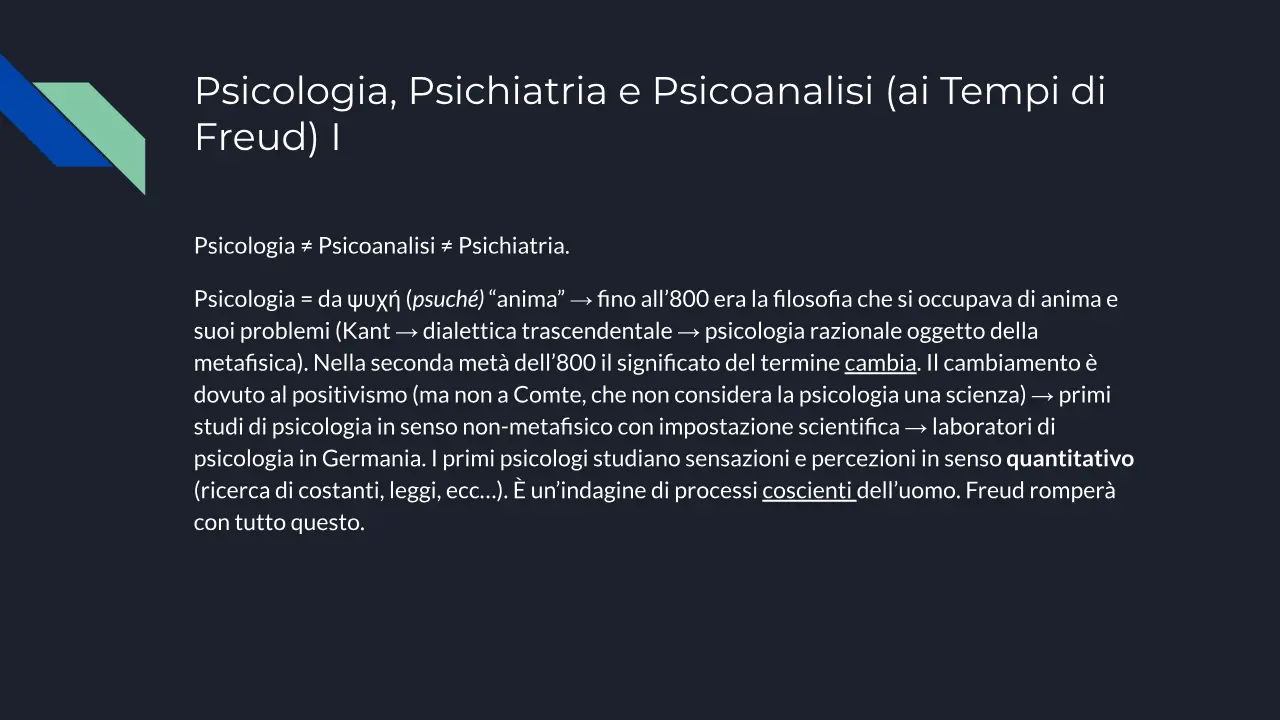 Psicologia, Psichiatria e Psicoanalisi (ai Tempi di
Freud) I
Psicologia ≠ Psicoanalisi ≠ Psichiatria.
Psicologia = da ψυχή (psuché) “anima” → fino all’800 era la filosofia che si occupava di anima e
suoi problemi (Kant → dialettica trascendentale → psicologia razionale oggetto della
metafisica). Nella seconda metà dell’800 il significato del termine cambia. Il cambiamento è
dovuto al positivismo (ma non a Comte, che non considera la psicologia una scienza) → primi
studi di psicologia in senso non-metafisico con impostazione scientifica → laboratori di
psicologia in Germania. I primi psicologi studiano sensazioni e percezioni in senso quantitativo
(ricerca di costanti, leggi, ecc…). È un’indagine di processi coscienti dell’uomo. Freud romperà
con tutto questo.